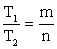 T₁/T₂ = m/n